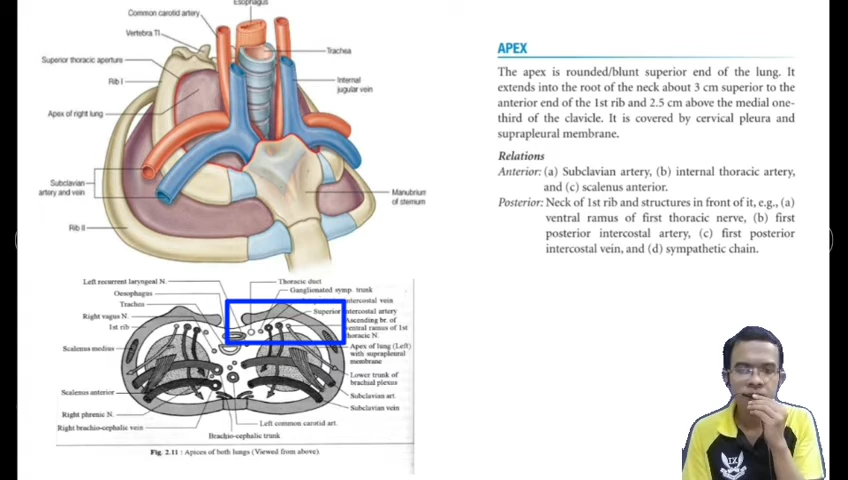 Esophagus
Common carotid artery
Vertebra TI
Trachea
Superior thoracic aperture
Rib I
Internal
jugular vein
Apex of right lung
Subclavian
artery and vein
Manubrium
of sternum
Rib II
APEX
The apex is rounded/blunt superior end of the lung. It
extends into the root of the neck about 3 cm superior to the
anterior end of the 1st rib and 2.5 cm above the medial one-
third of the clavicle. It is covered by cervical pleura and
suprapleural membrane.
Relations
Anterior: (a) Subclavian artery, (b) internal thoracic artery,
and (c) scalenus anterior.
Posterior: Neck of 1st rib and structures in front of it, e.g., (a)
ventral ramus of first thoracic nerve, (b) first
posterior intercostal artery, (c) first posterior
intercostal vein, and (d) sympathetic chain.
Left recurrent laryngeal N.
Oesophagus
Trachea
Right vagus N.
1st rib
Scalenus medius
Scalenus anterior
Right phrenic N.
Right brachio-cephalic vein
Brachio-cephalic trunk
Thoracic duct
Ganglionated symp. trunk
intercostal vein
Superior intercostal artery
Ascending br. of
ventral ramus of 1st
thoracic N.
Apex of lung (Left)
with suprapleural
membrane
Lower trunk of
brachial plexus
Subclavian art.
Subclavian vein
Left common carotid art.
Fig. 2.11 : Apices of both lungs (Viewed from above).
IX